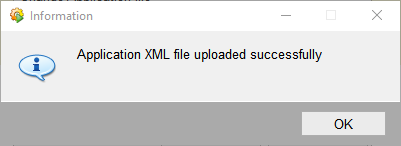 Information
Application XML file uploaded successfully
OK